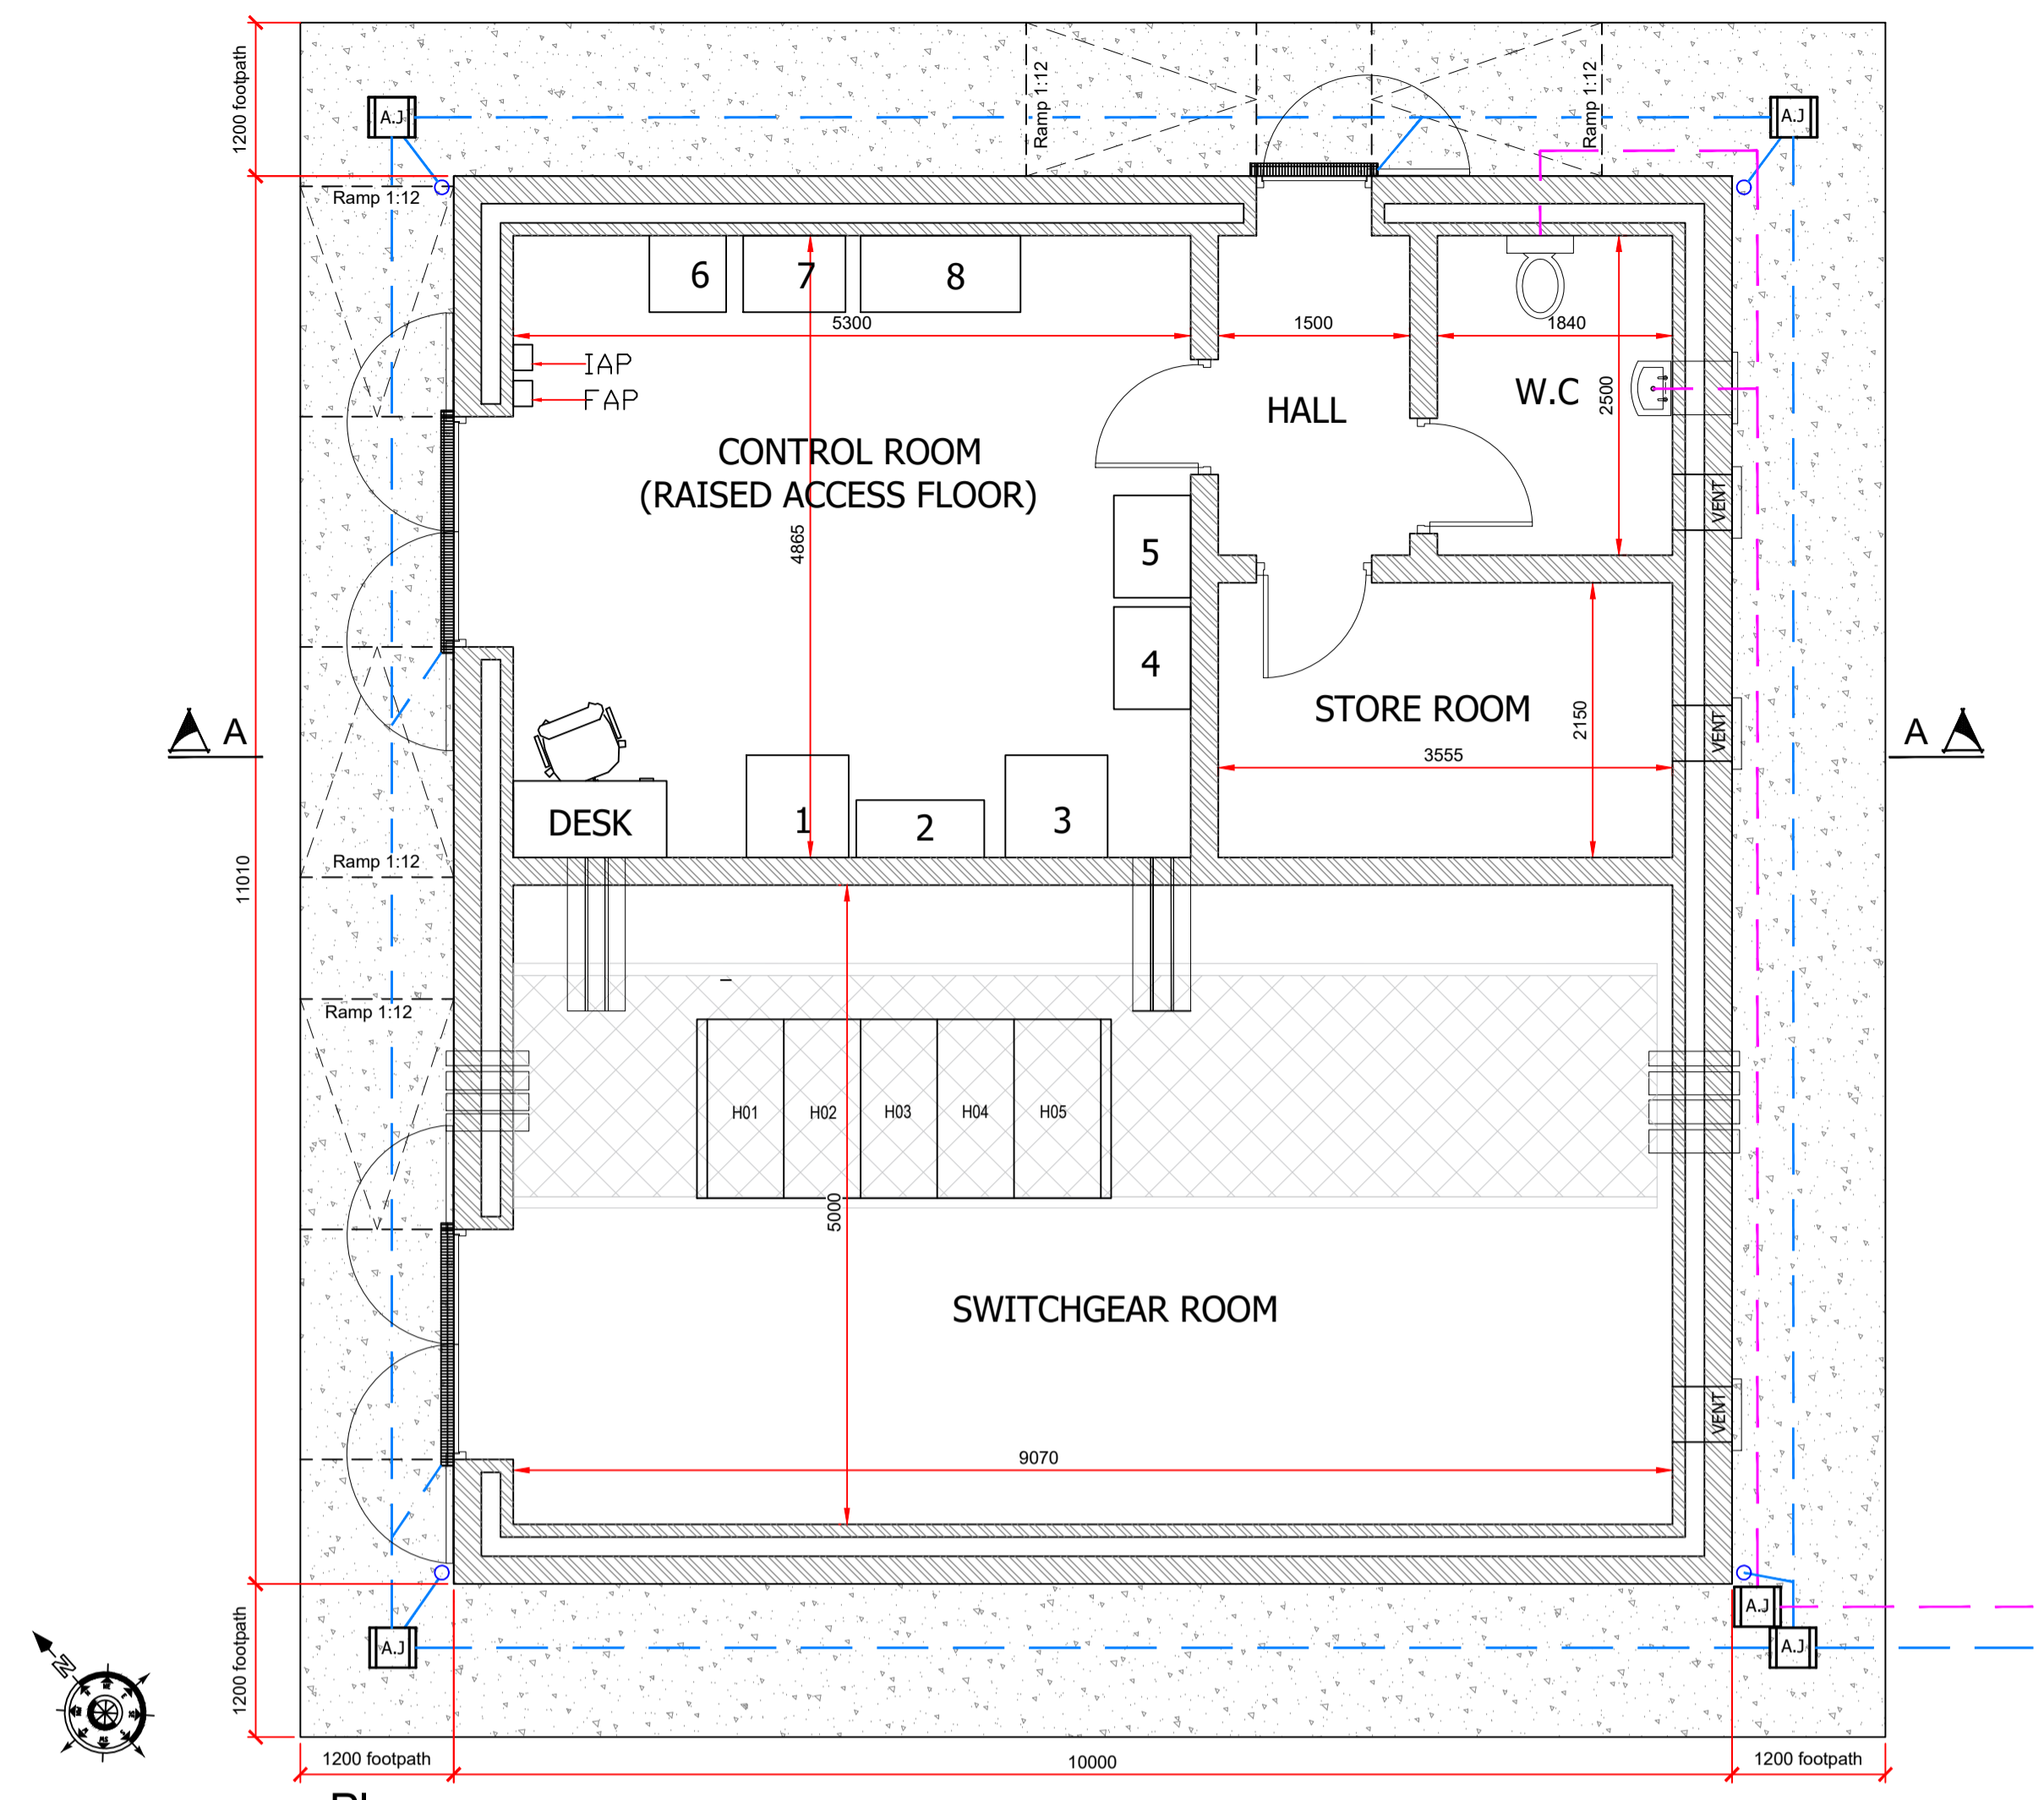 1200 footpath
Ramp 1:12
Ramp 1:12
A.J
A.J
Ramp 1:12
6
7
8
5300
1500
1840
IAP
FAP
CONTROL ROOM
(RAISED ACCESS FLOOR)
4865
HALL
W.C
2500
VENT
5
4
STORE ROOM
2150
3555
VENT
A
A
DESK
1
2
3
Ramp 1:12
11010
Ramp 1:12
H01
H02
H03
H04
H05
5000
SWITCHGEAR ROOM
VENT
9070
A.J
A.J
A.J
1200 footpath
N
1200 footpath
10000
1200 footpath